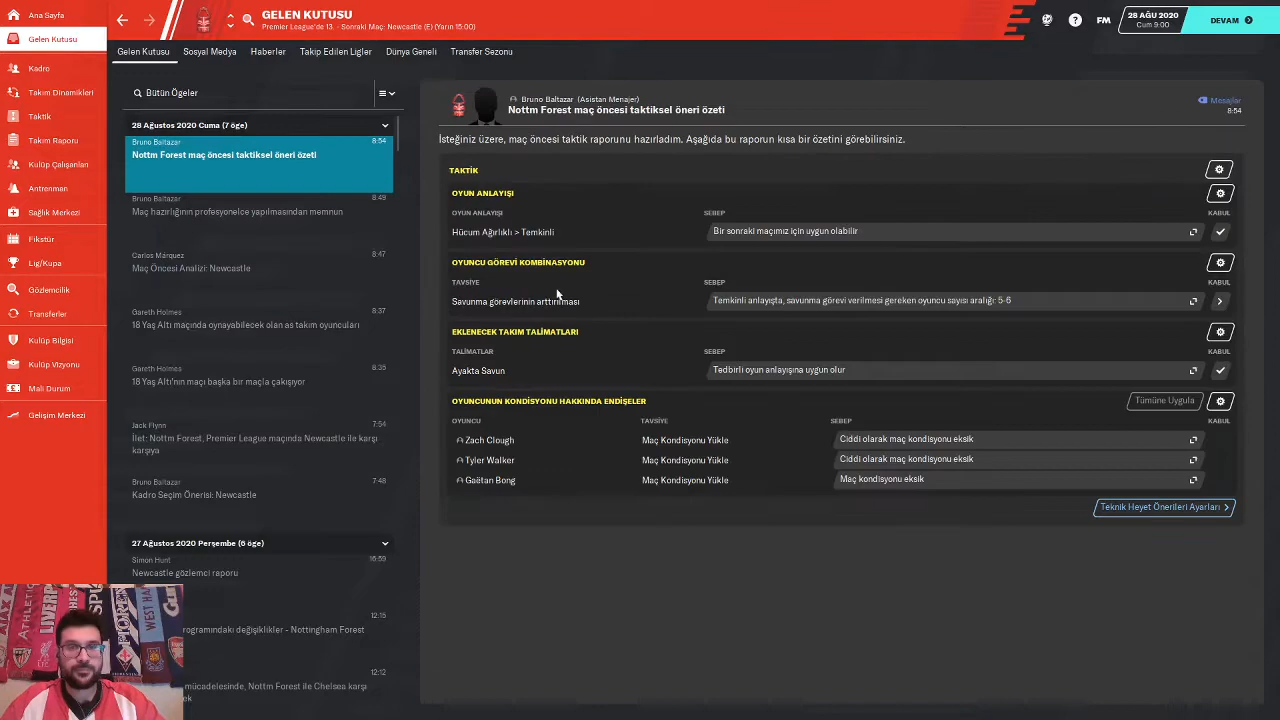 Ana Sayfa
Gelen Kutusu
Kadro
Takım Dinamikleri
Taktik
Takım Raporu
Kulüp Çalışanları
Antrenman
Sağlık Merkezi
Fikstür
Lig/Kupa
Gözlemcilik
Transferler
Kulüp Bilgisi
Kulüp Vizyonu
Mali Durum
Gelişim Merkezi
GELEN KUTUSU
Premier League'de 13. - Sonraki Maç: Newcastle (E) (Yarın 15:00)
FM
28 AĞU 2020
Cum 9:00
DEVAM
Gelen Kutusu
Sosyal Medya
Haberler
Takip Edilen Ligler
Dünya Geneli
Transfer Sezonu
Bütün Ögeler
28 Ağustos 2020 Cuma (7 öge)
Bruno Baltazar 8:54
Nottm Forest maç öncesi taktiksel öneri özeti
Bruno Baltazar 8:49
Maç hazırlığının profesyonelce yapılmasından memnun
Carlos Márquez 8:47
Maç Öncesi Analizi: Newcastle
Gareth Holmes 8:37
18 Yaş Altı maçında oynayabilecek olan as takım oyuncuları
Gareth Holmes 8:35
18 Yaş Altı'nın maçı başka bir maçla çakışıyor
Jack Flynn 7:54
İlet: Nottm Forest, Premier League maçında Newcastle ile karşı
karşıya
Bruno Baltazar 7:48
Kadro Seçim Önerisi: Newcastle
27 Ağustos 2020 Perşembe (6 öge)
Simon Hunt 16:59
Newcastle gözlemci raporu
12:15
programındaki değişiklikler - Nottingham Forest
12:12
mücadelesinde, Nottm Forest ile Chelsea karşı
Bruno Baltazar (Asistan Menajer)
Nottm Forest maç öncesi taktiksel öneri özeti
Mesajlar
8:54
İsteğiniz üzere, maç öncesi taktik raporunu hazırladım. Aşağıda bu raporun kısa bir özetini görebilirsiniz.
TAKTİK
OYUN ANLAYIŞI
OYUN ANLAYIŞI SEBEP KABUL
Hücum Ağırlıklı > Temkinli Bir sonraki maçımız için uygun olabilir
OYUNCU GÖREVİ KOMBİNASYONU
TAVSİYE SEBEP KABUL
Savunma görevlerinin arttırılması Temkinli anlayışta, savunma görevi verilmesi gereken oyuncu sayısı aralığı: 5-6
EKLENECEK TAKIM TALİMATLARI
TALİMATLAR SEBEP KABUL
Ayakta Savun Tedbirli oyun anlayışına uygun olur
OYUNCUNUN KONDİSYONU HAKKINDA ENDİŞELER Tümüne Uygula
OYUNCU TAVSİYE SEBEP KABUL
Zach Clough Maç Kondisyonu Yükle Ciddi olarak maç kondisyonu eksik
Tyler Walker Maç Kondisyonu Yükle Ciddi olarak maç kondisyonu eksik
Gaëtan Bong Maç Kondisyonu Yükle Maç kondisyonu eksik
Teknik Heyet Önerileri Ayarları
ATHLETIC
LIVERPOOL
FIORENTINA
WEST HAM